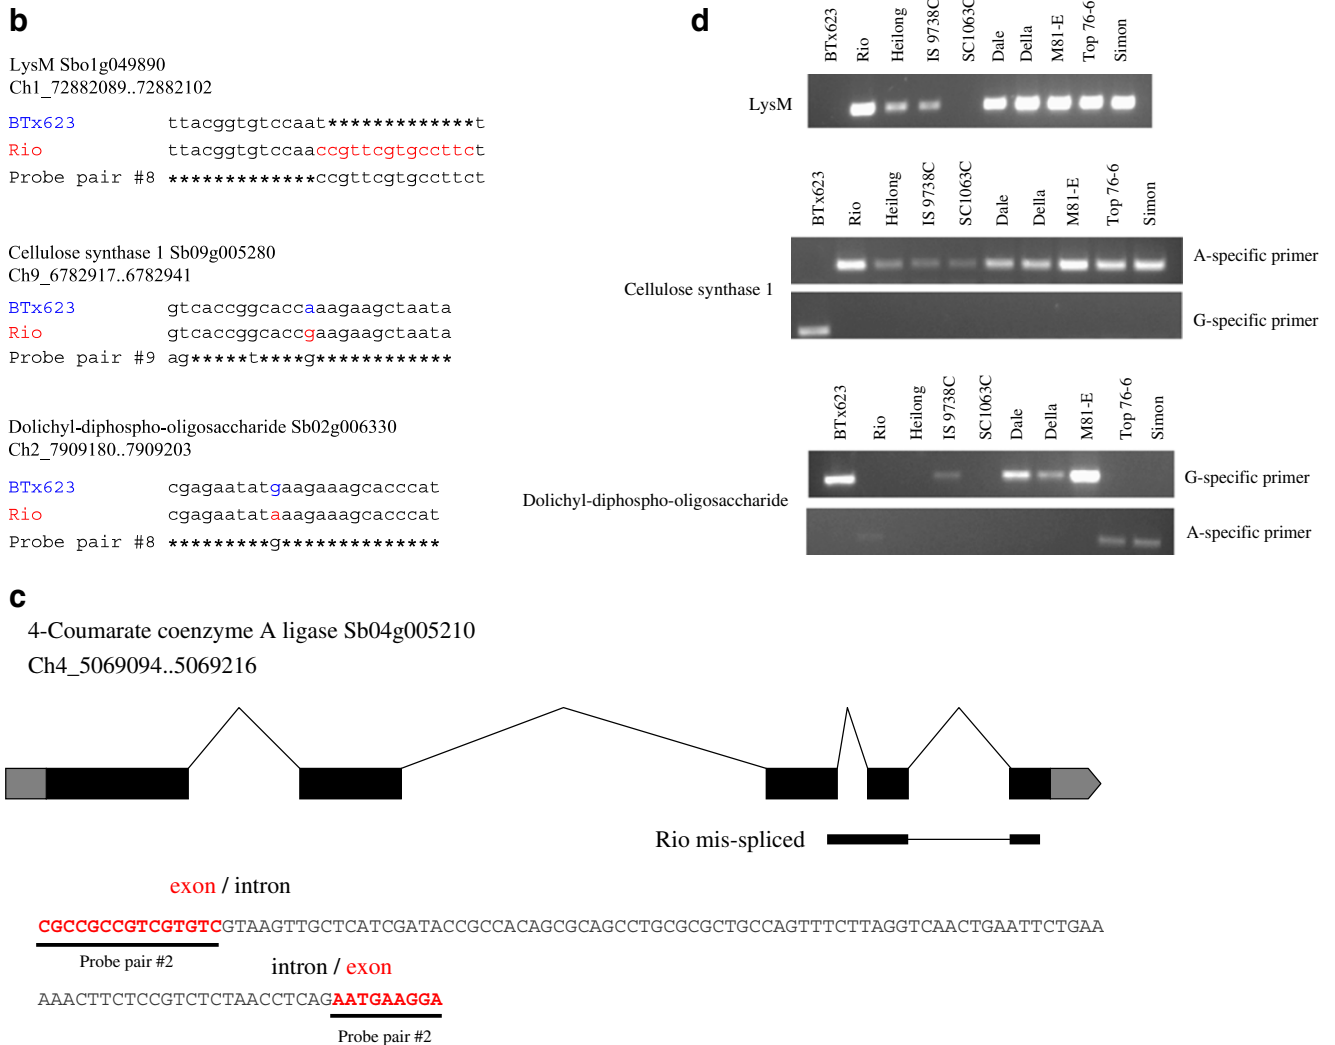 b
LysM Sbo1g049890
Ch1_72882089..72882102
BTx623 ttacggtgtccaat*************t
Rio ttacggtgtccaaccgttcgtgccttct
Probe pair #8 *************ccgttcgtgccttct
Cellulose synthase 1 Sb09g005280
Ch9_6782917..6782941
BTx623 gtcaccggcaccaaagaagctaata
Rio gtcaccggcaccgaagaagctaata
Probe pair #9 ag*****t****g************
Dolichyl-diphospho-oligosaccharide Sb02g006330
Ch2_7909180..7909203
BTx623 cgagaatatgaagaaagcacccat
Rio cgagaatataaagaaagcacccat
Probe pair #8 *********g**************
d
BTx623 Rio Heilong IS 9738C SC1063C Dale Della M81-E Top 76-6 Simon
LysM
BTx623 Rio Heilong IS 9738C SC1063C Dale Della M81-E Top 76-6 Simon
A-specific primer
Cellulose synthase 1
G-specific primer
BTx623 Rio Heilong IS 9738C SC1063C Dale Della M81-E Top 76-6 Simon
G-specific primer
Dolichyl-diphospho-oligosaccharide
A-specific primer
c
4-Coumarate coenzyme A ligase Sb04g005210
Ch4_5069094..5069216
Rio mis-spliced
exon / intron
CGCCGCCGTCGTGTCGTAAGTTGCTCATCGATACCGCCACAGCGCAGCCTGCGCGCTGCCAGTTTCTTAGGTCAACTGAATTCTGAA
Probe pair #2
intron / exon
AAACTTCTCCGTCTCTAACCTCAGAATGAAGGA
Probe pair #2